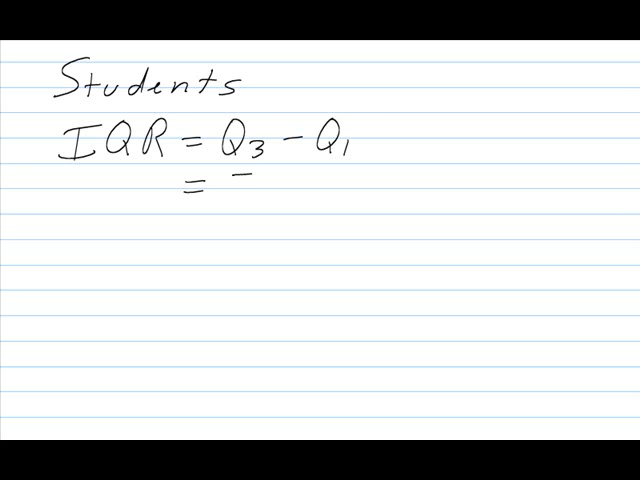 Students
IQR = Q₃ - Q₁
=